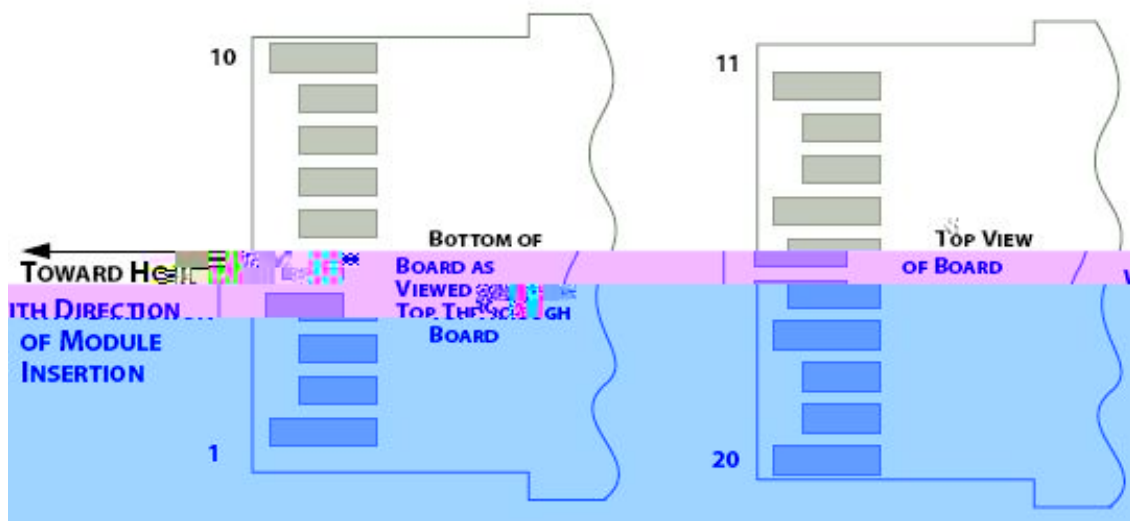 10
11
BOTTOM OF
BOARD AS
VIEWED
BOARD
TOP VIEW
OF BOARD
TOWARD
ITH DIRECTION
OF MODULE
INSERTION
1
20